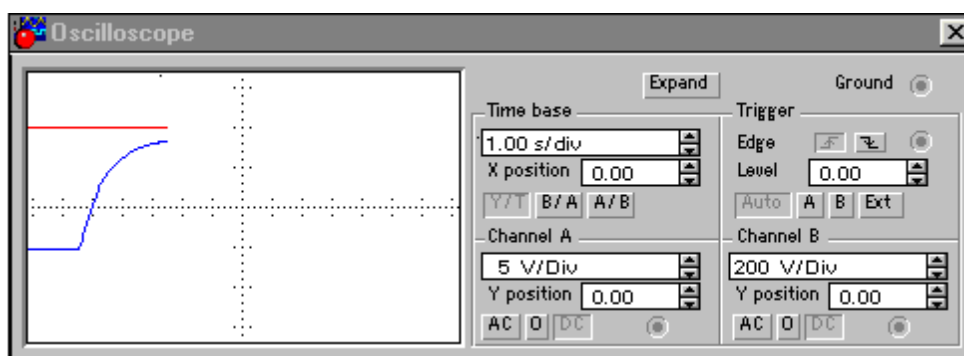 Oscilloscope
Expand
Ground
Time base
1.00 s/div
X position 0.00
Y/T B/A A/B
Trigger
Edge
Level 0.00
Auto A B Ext
Channel A
5 V/Div
Y position 0.00
AC 0 DC
Channel B
200 V/Div
Y position 0.00
AC 0 DC